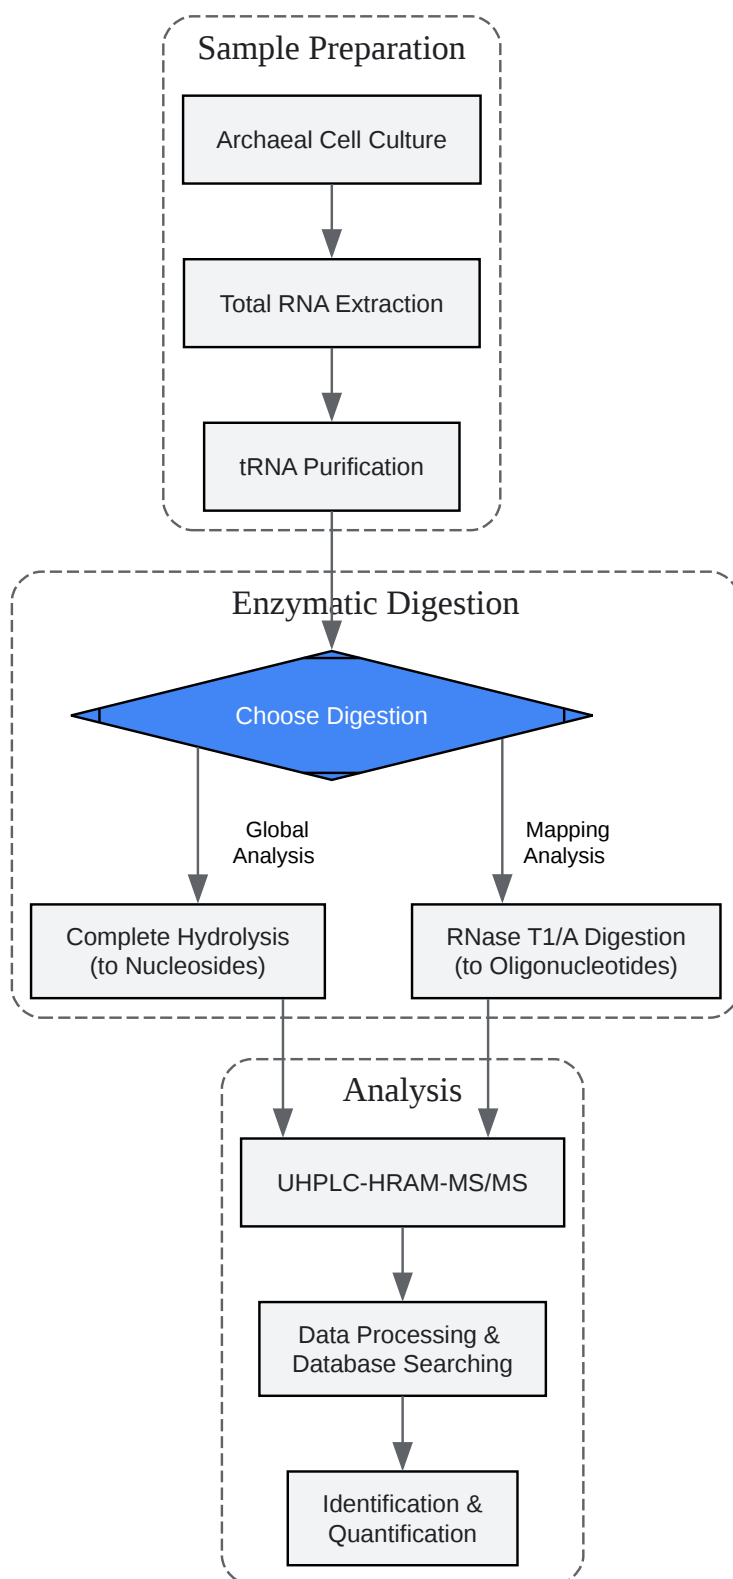 Sample Preparation
Archaeal Cell Culture
Total RNA Extraction
tRNA Purification
Enzymatic Digestion
Choose Digestion
Global
Analysis
Mapping
Analysis
Complete Hydrolysis
(to Nucleosides)
RNase T1/A Digestion
(to Oligonucleotides)
Analysis
UHPLC-HRAM-MS/MS
Data Processing &
Database Searching
Identification &
Quantification